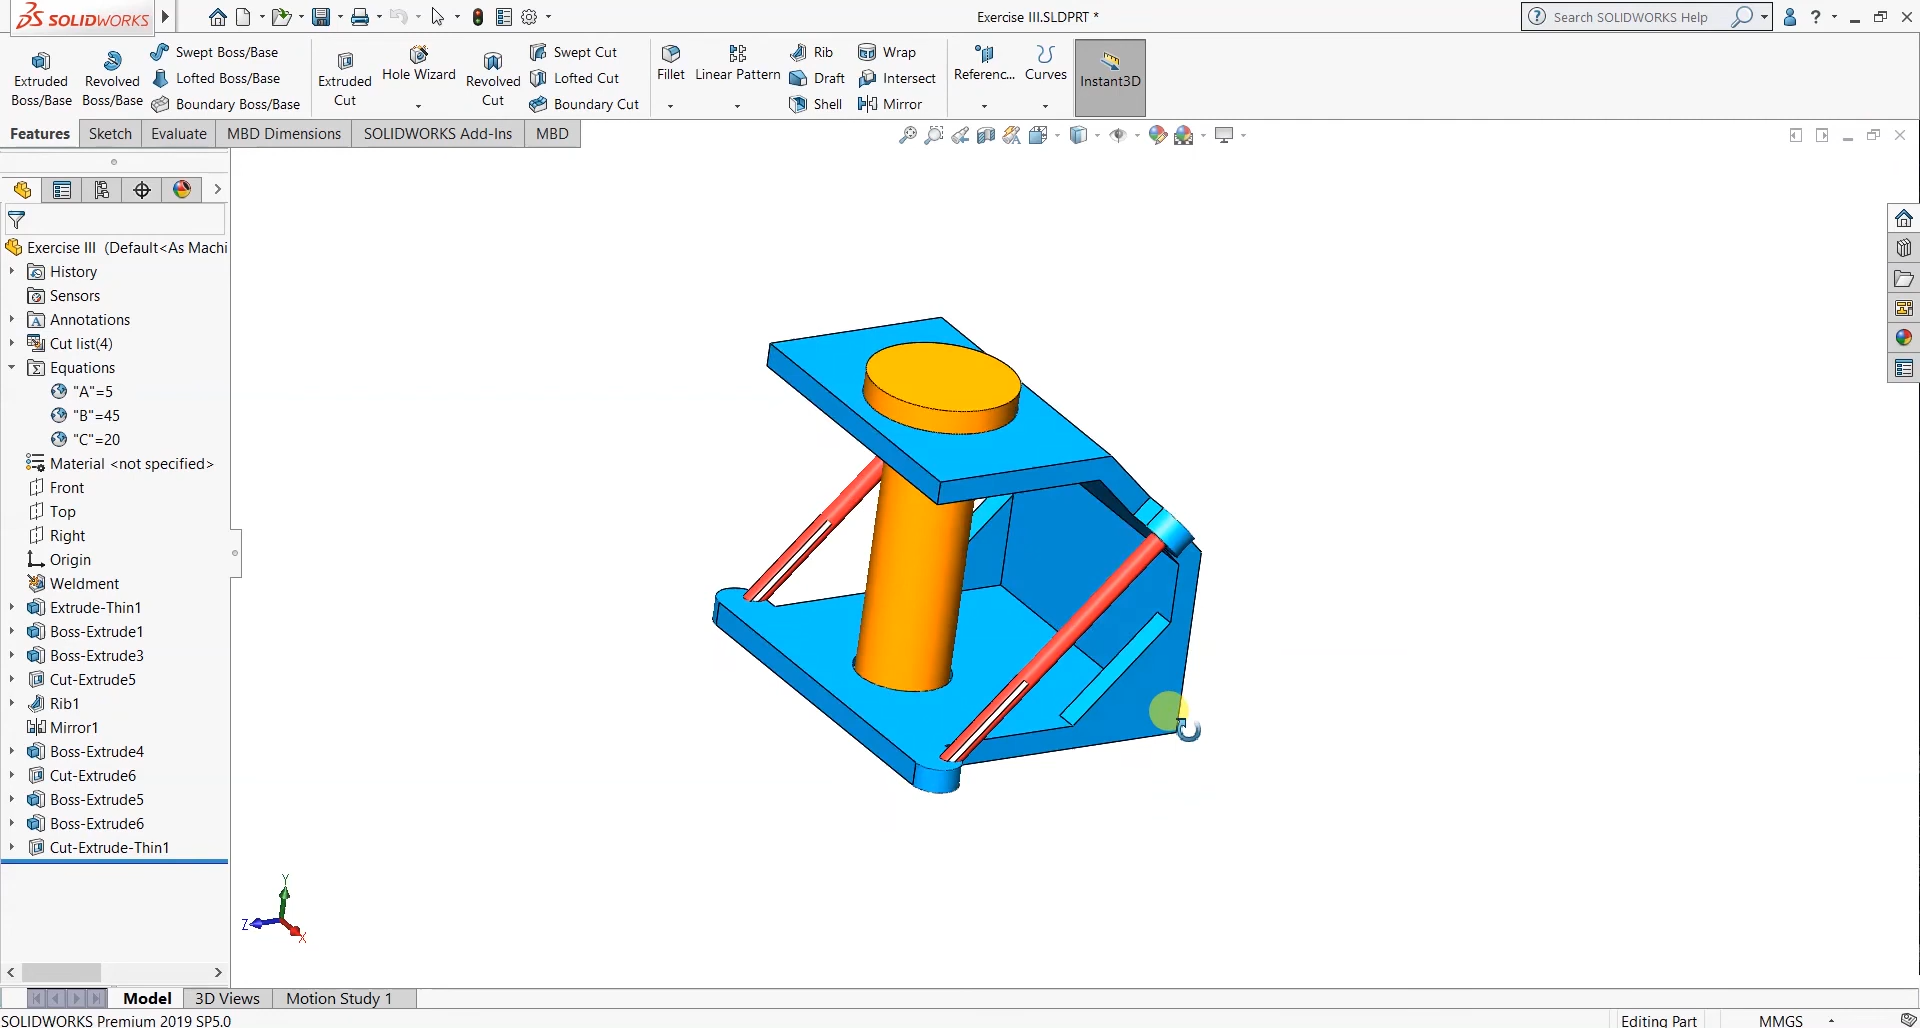 SOLIDWORKS
Exercise III.SLDPRT *
Search SOLIDWORKS Help
?
Extruded Boss/Base
Revolved Boss/Base
Swept Boss/Base
Lofted Boss/Base
Boundary Boss/Base
Extruded Cut
Hole Wizard
Revolved Cut
Swept Cut
Lofted Cut
Boundary Cut
Fillet
Linear Pattern
Rib
Draft
Shell
Wrap
Intersect
Mirror
Referenc...
Curves
Instant3D
Features
Sketch
Evaluate
MBD Dimensions
SOLIDWORKS Add-Ins
MBD
Exercise III (Default<As Machi
History
Sensors
Annotations
Cut list(4)
Equations
"A"=5
"B"=45
"C"=20
Material <not specified>
Front
Top
Right
Origin
Weldment
Extrude-Thin1
Boss-Extrude1
Boss-Extrude3
Cut-Extrude5
Rib1
Mirror1
Boss-Extrude4
Cut-Extrude6
Boss-Extrude5
Boss-Extrude6
Cut-Extrude-Thin1
Y
Z
X
Model
3D Views
Motion Study 1
SOLIDWORKS Premium 2019 SP5.0
Editing Part
MMGS